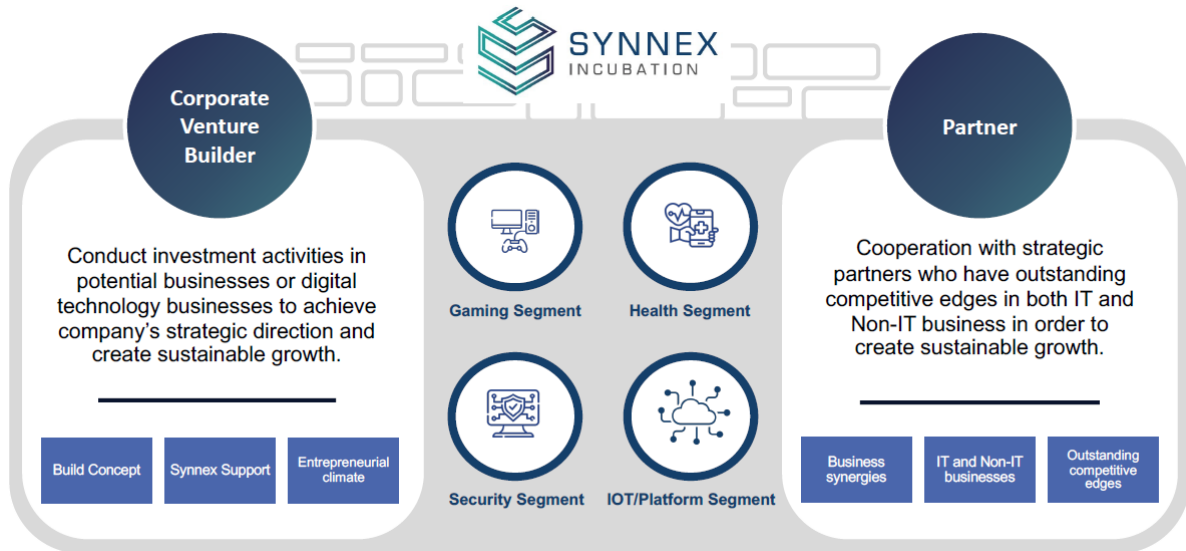 SYNNEX
INCUBATION
Corporate
Venture
Builder
Conduct investment activities in
potential businesses or digital
technology businesses to achieve
company’s strategic direction and
create sustainable growth.
Build Concept
Synnex Support
Entrepreneurial
climate
Gaming Segment
Health Segment
Security Segment
IOT/Platform Segment
Partner
Cooperation with strategic
partners who have outstanding
competitive edges in both IT and
Non-IT business in order to
create sustainable growth.
Business
synergies
IT and Non-IT
businesses
Outstanding
competitive
edges